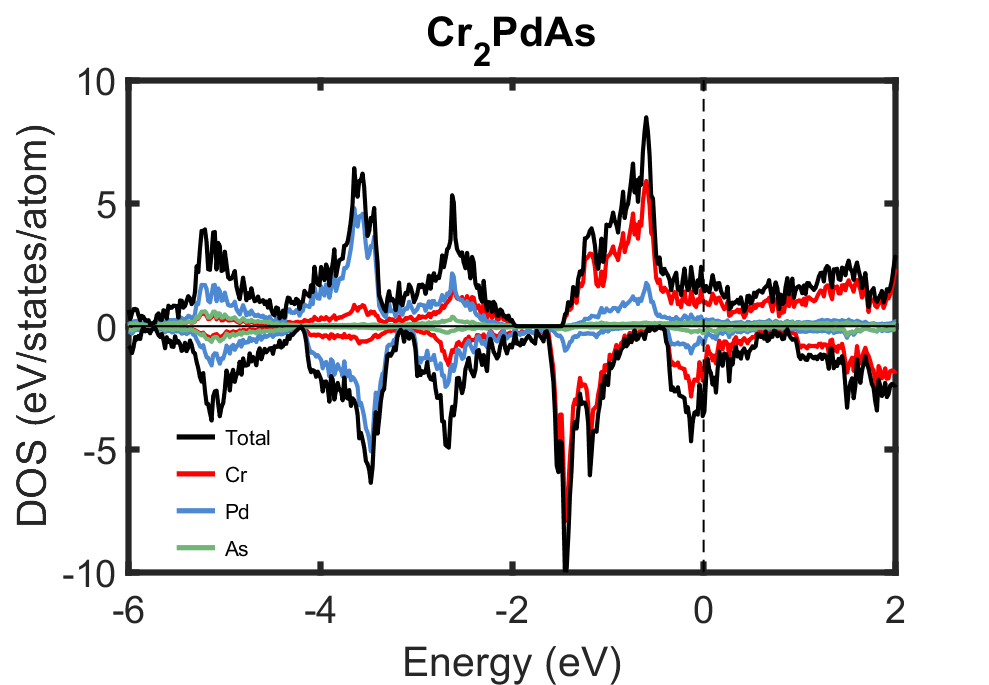 Cr₂PdAs
10
5
0
-5
-10
DOS (eV/states/atom)
Total
Cr
Pd
As
-6 -4 -2 0 2
Energy (eV)